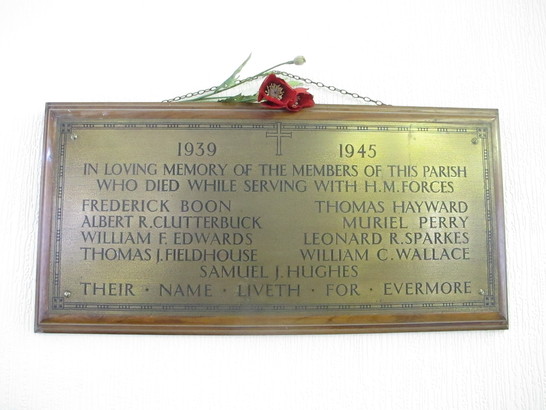 1939 1945
IN LOVING MEMORY OF THE MEMBERS OF THIS PARISH
WHO DIED WHILE SERVING WITH H.M. FORCES
FREDERICK BOON THOMAS HAYWARD
ALBERT R. CLUTTERBUCK MURIEL PERRY
WILLIAM F. EDWARDS LEONARD R. SPARKES
THOMAS J. FIELDHOUSE WILLIAM C. WALLACE
SAMUEL J. HUGHES
THEIR · NAME · LIVETH · FOR · EVERMORE